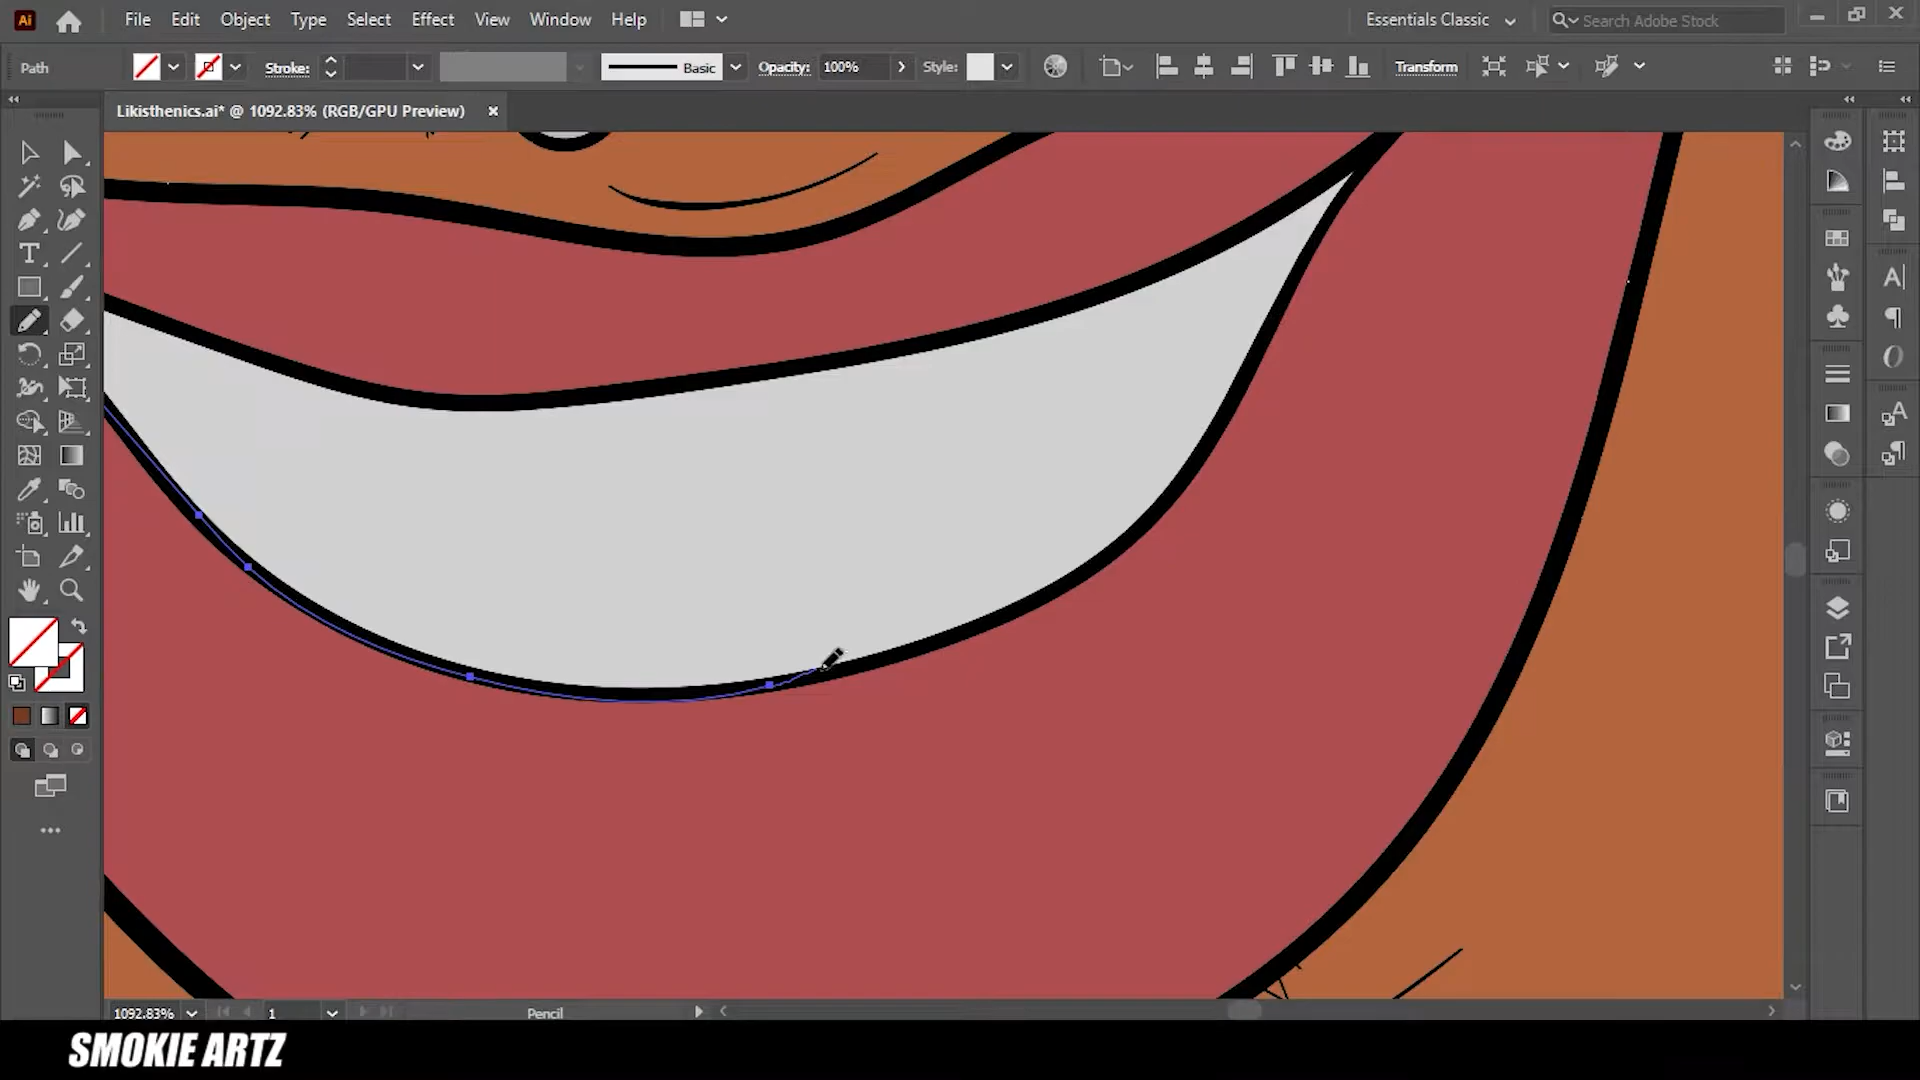 Ai File Edit Object Type Select Effect View Window Help Essentials Classic Search Adobe Stock
Path Stroke: Basic Opacity: 100% Style: Transform
Likisthenics.ai* @ 1092.83% (RGB/GPU Preview)
1092.83% 1 Pencil
SMOKIE ARTZ